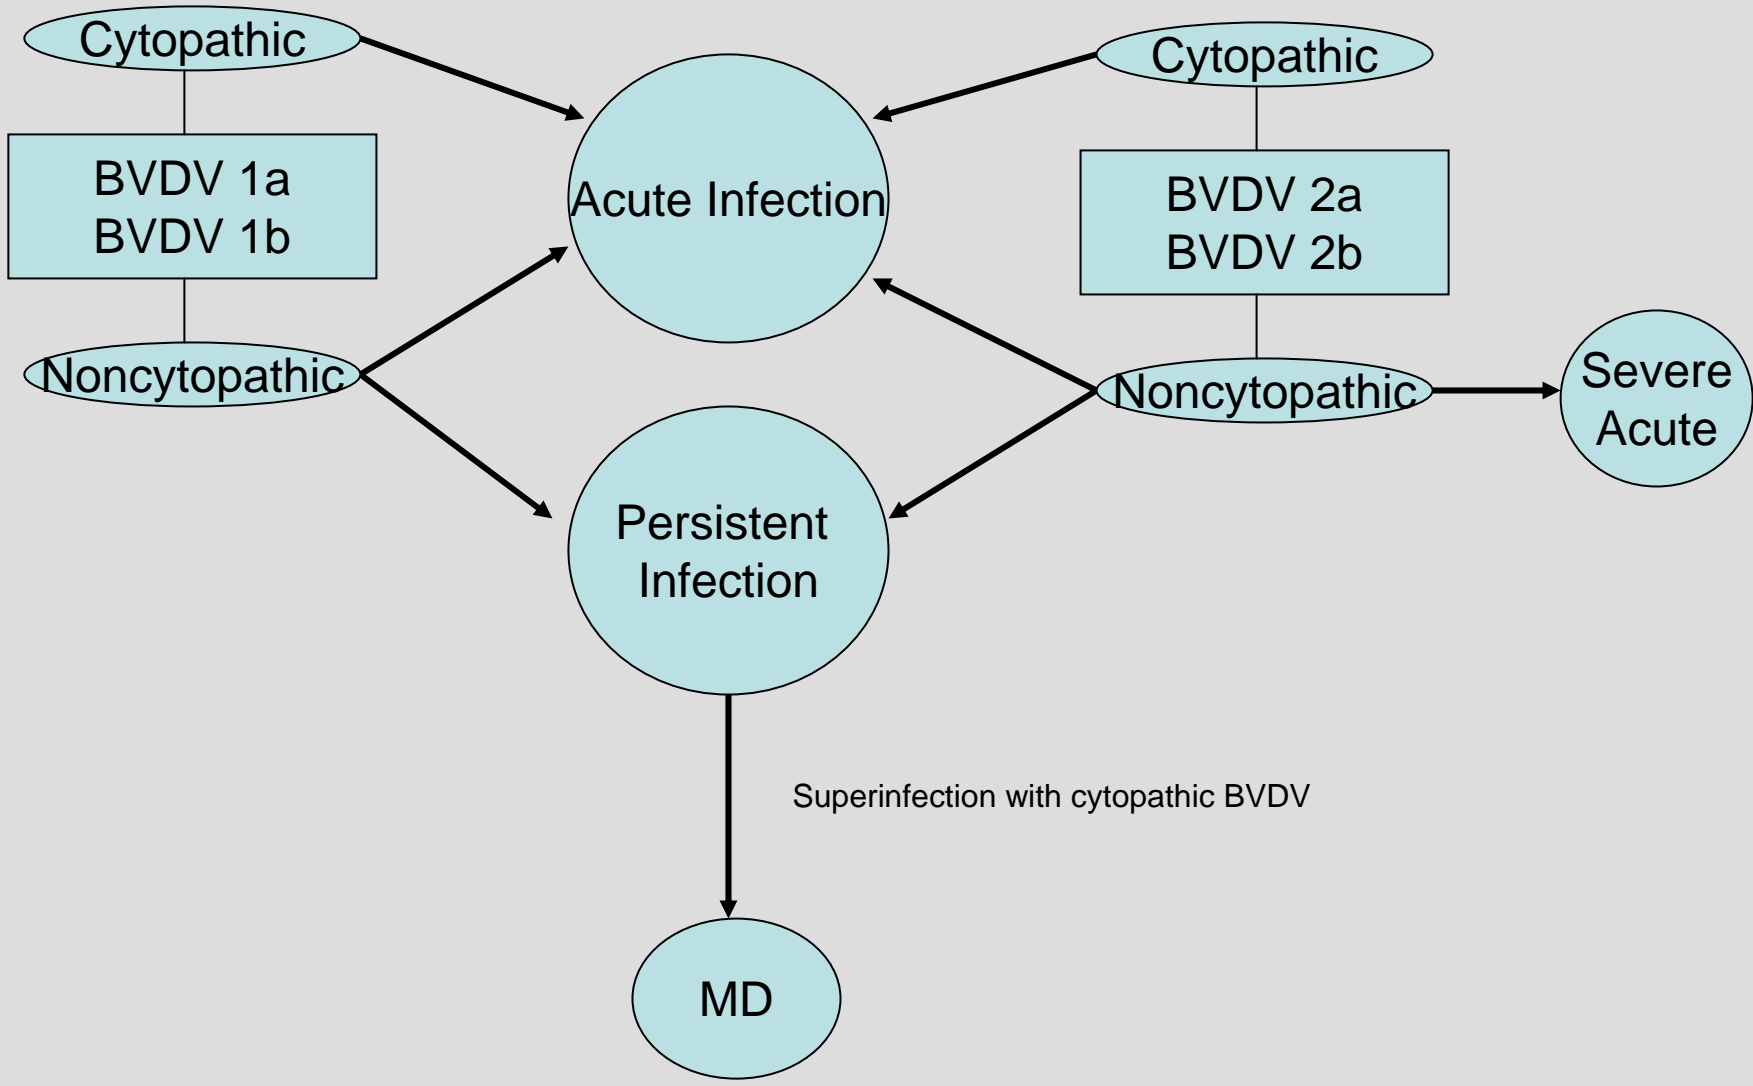 Cytopathic
Cytopathic
BVDV 1a
BVDV 1b
Acute Infection
BVDV 2a
BVDV 2b
Noncytopathic
Noncytopathic
Severe
Acute
Persistent
Infection
Superinfection with cytopathic BVDV
MD